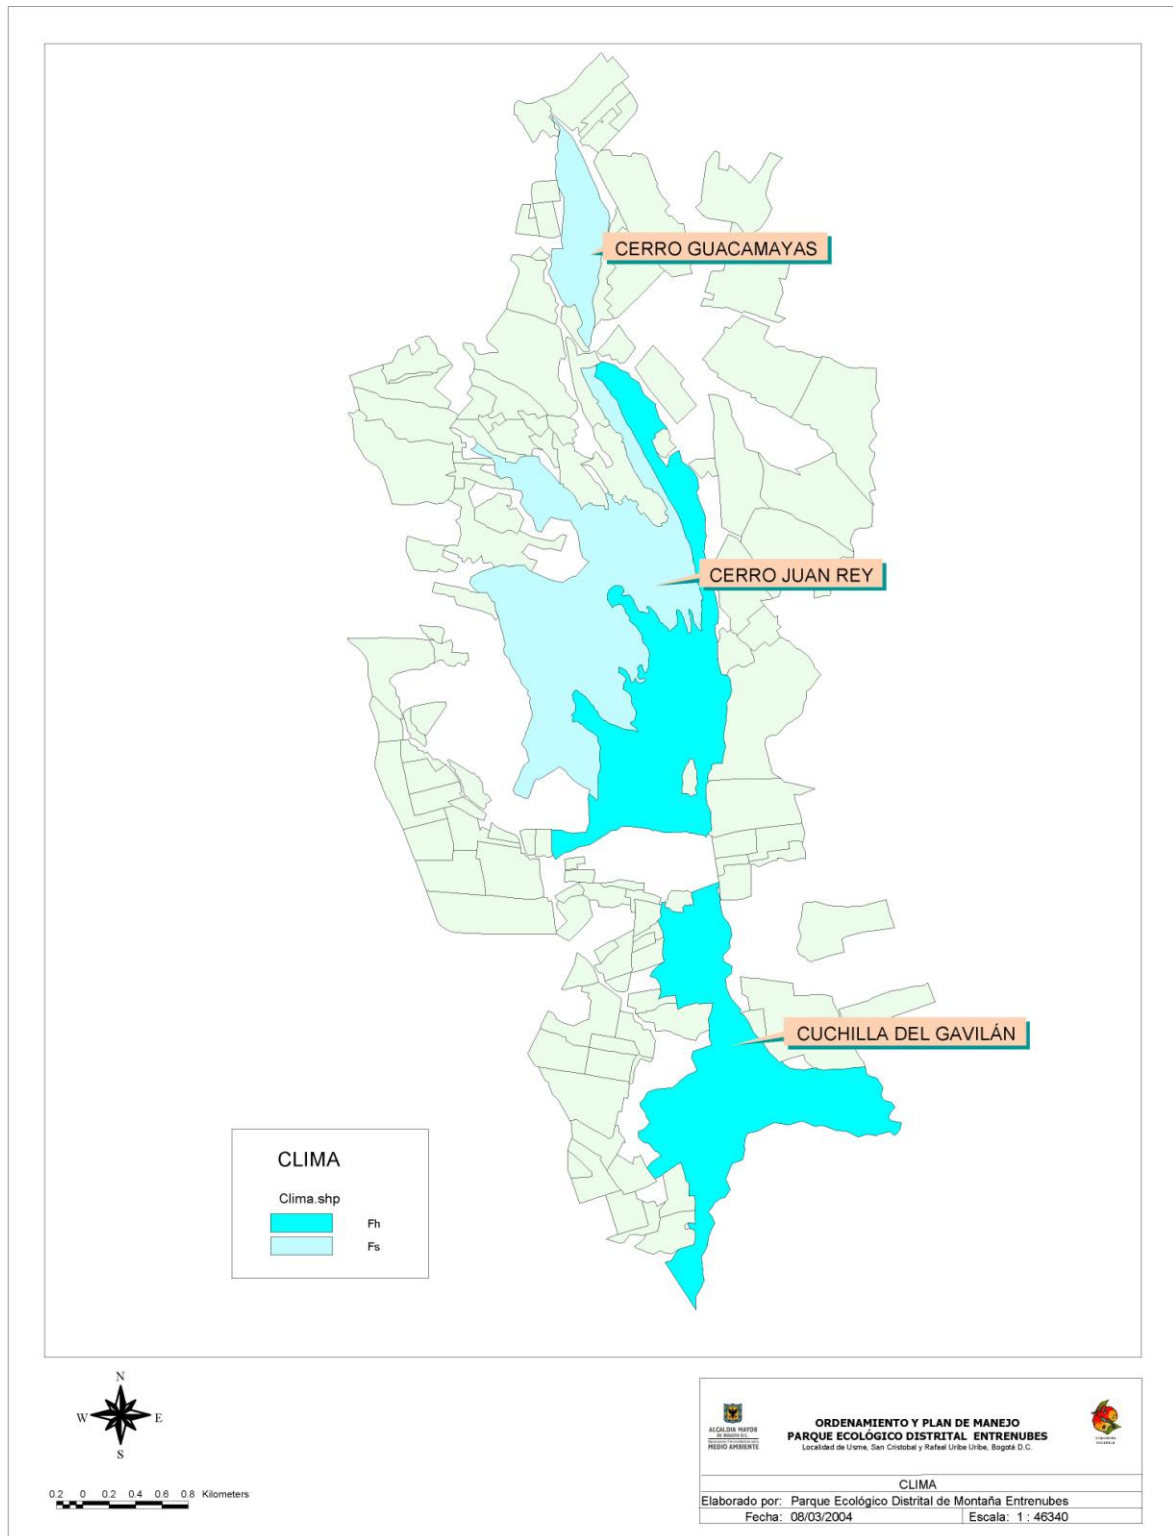 CERRO GUACAMAYAS
CERRO JUAN REY
CUCHILLA DEL GAVILÁN
CLIMA
Clima.shp
Fh
Fs
N
W E
S
0.2 0 0.2 0.4 0.6 0.8 Kilometers
ALCALDIA MAYOR
DE BOGOTA D.C.
MEDIO AMBIENTE
ORDENAMIENTO Y PLAN DE MANEJO
PARQUE ECOLÓGICO DISTRITAL ENTRENUBES
Localidad de Usme, San Cristobal y Rafael Uribe Uribe, Bogotá D.C.
CLIMA
Elaborado por: Parque Ecológico Distrital de Montaña Entrenubes
Fecha: 08/03/2004 Escala: 1 : 46340